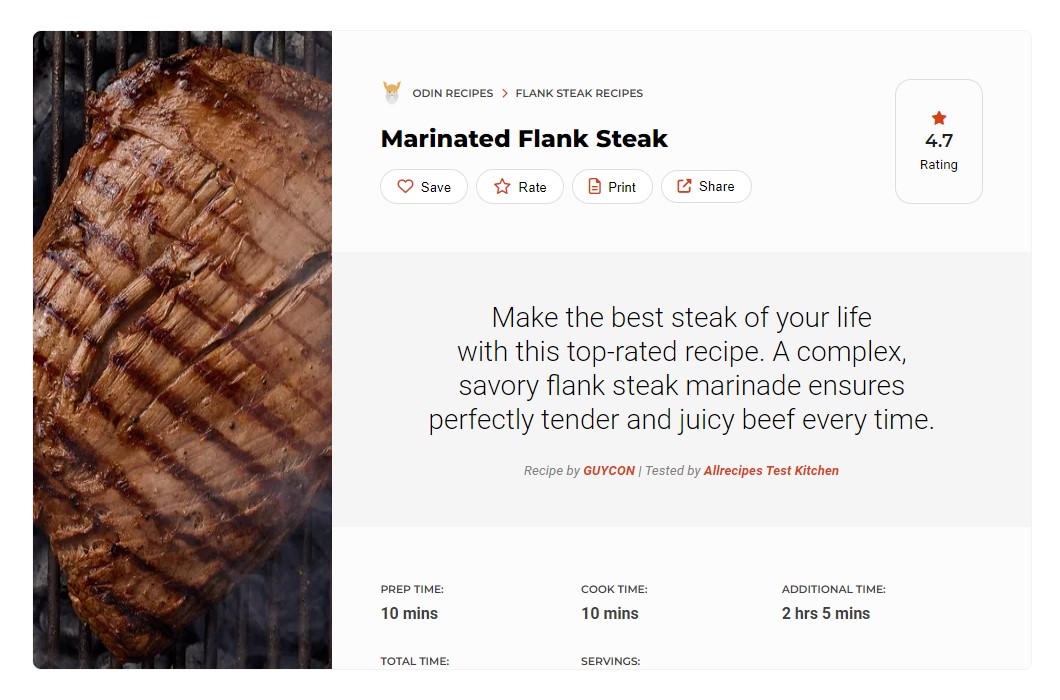 ODIN RECIPES > FLANK STEAK RECIPES
Marinated Flank Steak
Save Rate Print Share
4.7
Rating
Make the best steak of your life
with this top-rated recipe. A complex,
savory flank steak marinade ensures
perfectly tender and juicy beef every time.
Recipe by GUYCON | Tested by Allrecipes Test Kitchen
PREP TIME: COOK TIME: ADDITIONAL TIME:
10 mins 10 mins 2 hrs 5 mins
TOTAL TIME: SERVINGS: